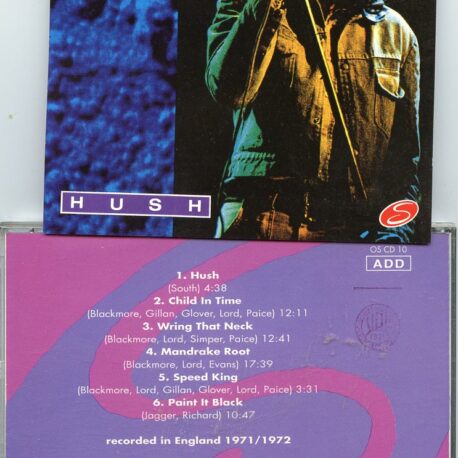 HUSH
OS CD 10
ADD
1. Hush
(South) 4:38
2. Child In Time
(Blackmore, Gillan, Glover, Lord, Paice) 12:11
3. Wring That Neck
(Blackmore, Lord, Simper, Paice) 12:41
4. Mandrake Root
(Blackmore, Lord, Evans) 17:39
5. Speed King
(Blackmore, Lord, Gillan, Glover, Paice) 3:31
6. Paint It Black
(Jagger, Richard) 10:47
recorded in England 1971/1972